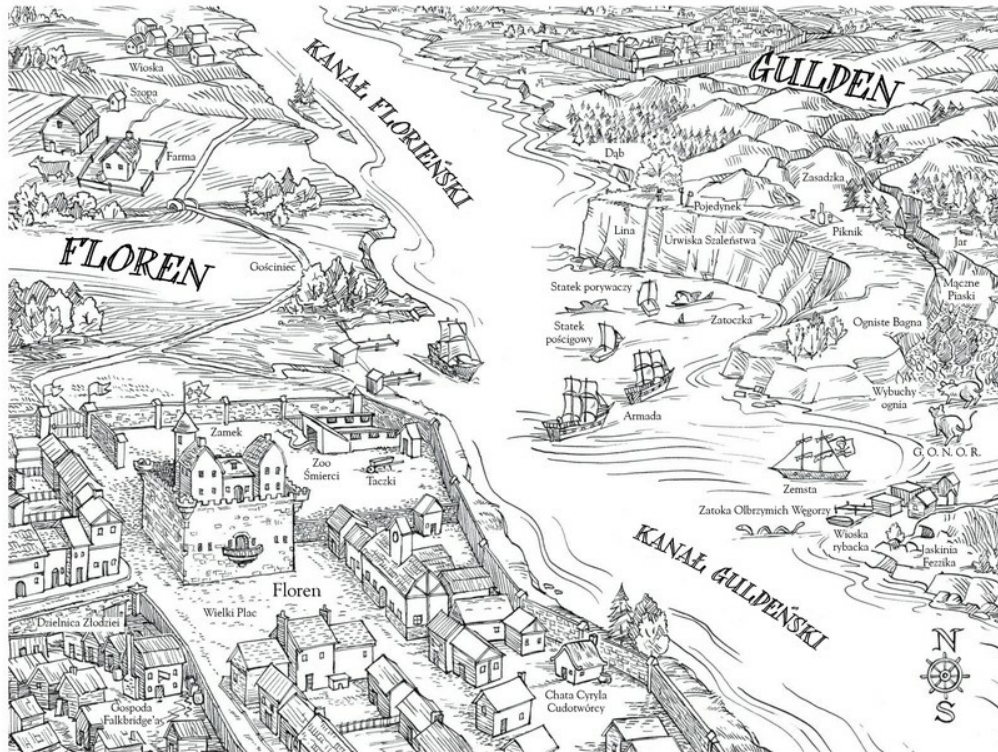 KANAŁ FLORIEŃSKI
GULDEN
Wioska
Szopa
Farma
Dąb
Zasadzka
Pojedynek
Lina
Urwiska Szaleństwa
Piknik
Jar
FLOREN
Gościniec
Mączne
Piaski
Statek porywaczy
Zatoczka
Ogniste Bagna
Statek
pościgowy
Wybuchy
ognia
Armada
G.O.N.O.R.
Zamek
Zoo
Śmierci
Taczki
Zemsta
Zatoka Olbrzymich Węgorzy
Wioska
rybacka
Jaskinia
Fezzika
KANAŁ GULDEŃSKI
Floren
Wielki Plac
Dzielnica Złodziei
Gospoda
Falkbridge'as
Chata Cyryla
Cudotwórcy
N
S